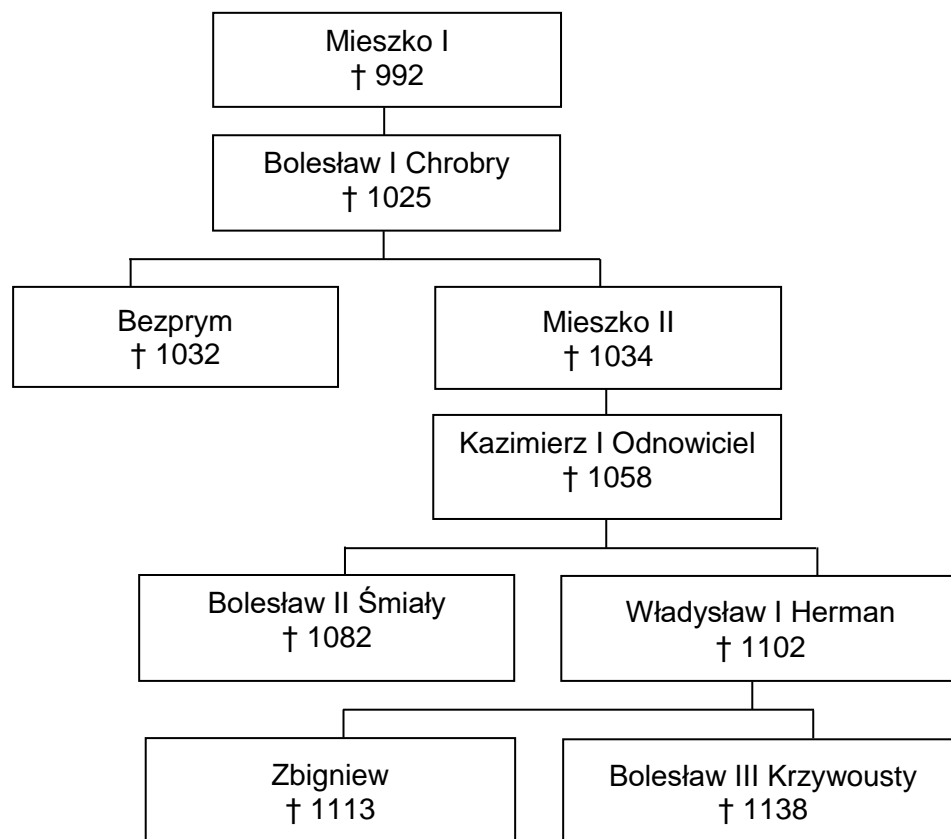 Mieszko I
† 992
Bolesław I Chrobry
† 1025
Bezprym
† 1032
Mieszko II
† 1034
Kazimierz I Odnowiciel
† 1058
Bolesław II Śmiały
† 1082
Władysław I Herman
† 1102
Zbigniew
† 1113
Bolesław III Krzywousty
† 1138